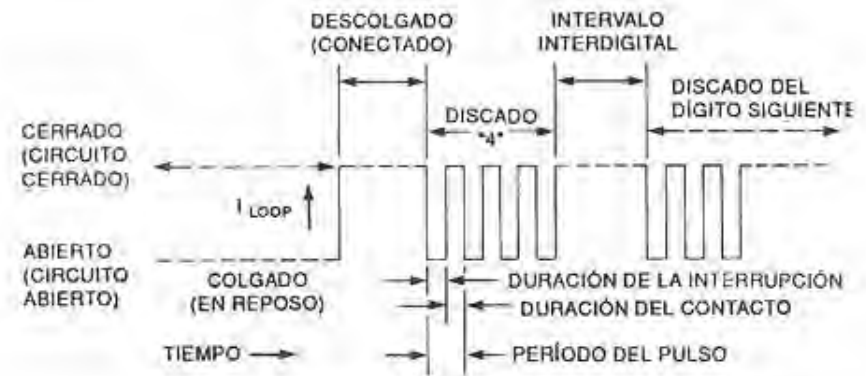 DESCOLGADO
(CONECTADO)
INTERVALO
INTERDIGITAL
DISCADO
"4"
DISCADO DEL
DÍGITO SIGUIENTE
CERRADO
(CIRCUITO
CERRADO)
I LOOP
ABIERTO
(CIRCUITO
ABIERTO)
COLGADO
(EN REPOSO)
DURACIÓN DE LA INTERRUPCIÓN
DURACIÓN DEL CONTACTO
TIEMPO
PERÍODO DEL PULSO